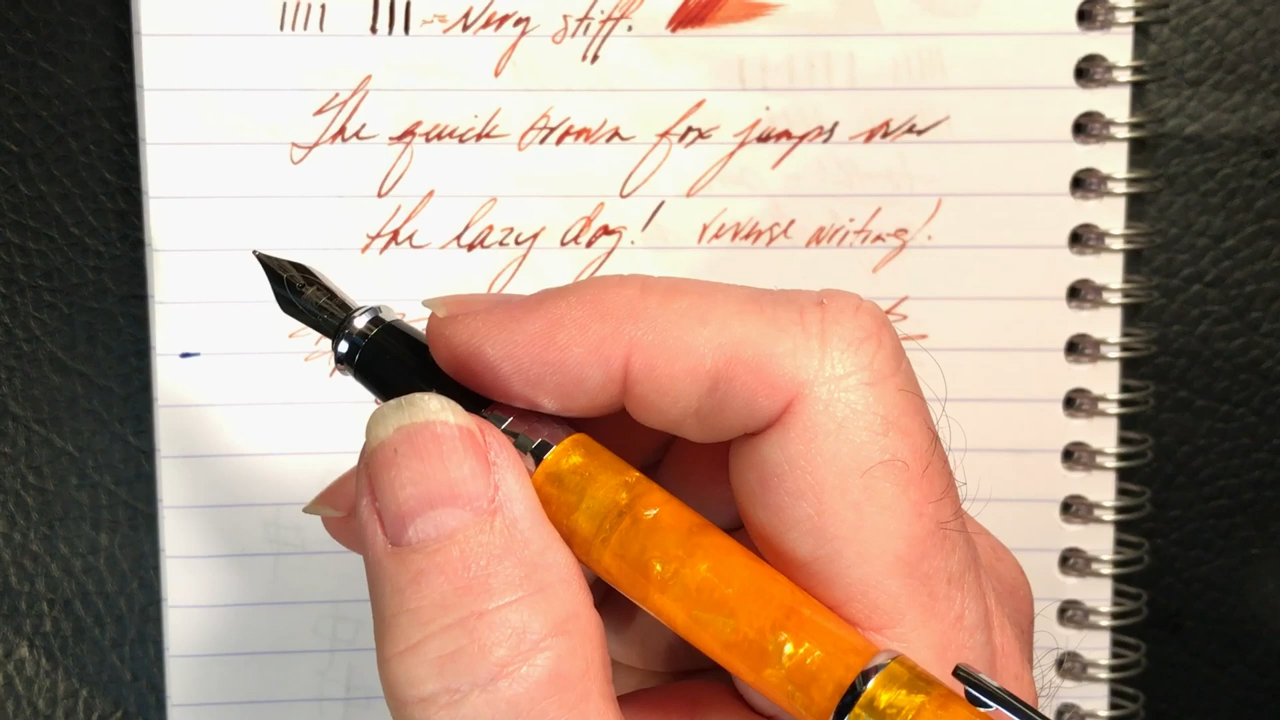 Very stiff.
The quick brown fox jumps over
the lazy dog! reverse writing!.